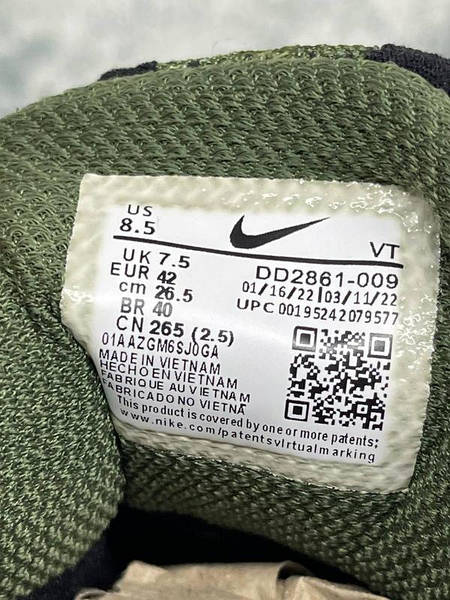 US
8.5
VT
UK 7.5
EUR 42
cm 26.5
BR 40
CN 265 (2.5)
DD2861-009
01/16/22|03/11/22
UPC 00195242079577
01AAZGM6SJ0GA
MADE IN VIETNAM
HECHO EN VIETNAM
FABRIQUE AU VIETNAM
FABRICADO NO VIETNA
This product is covered by one or more patents;
www.nike.com/patentsvirtualmarking